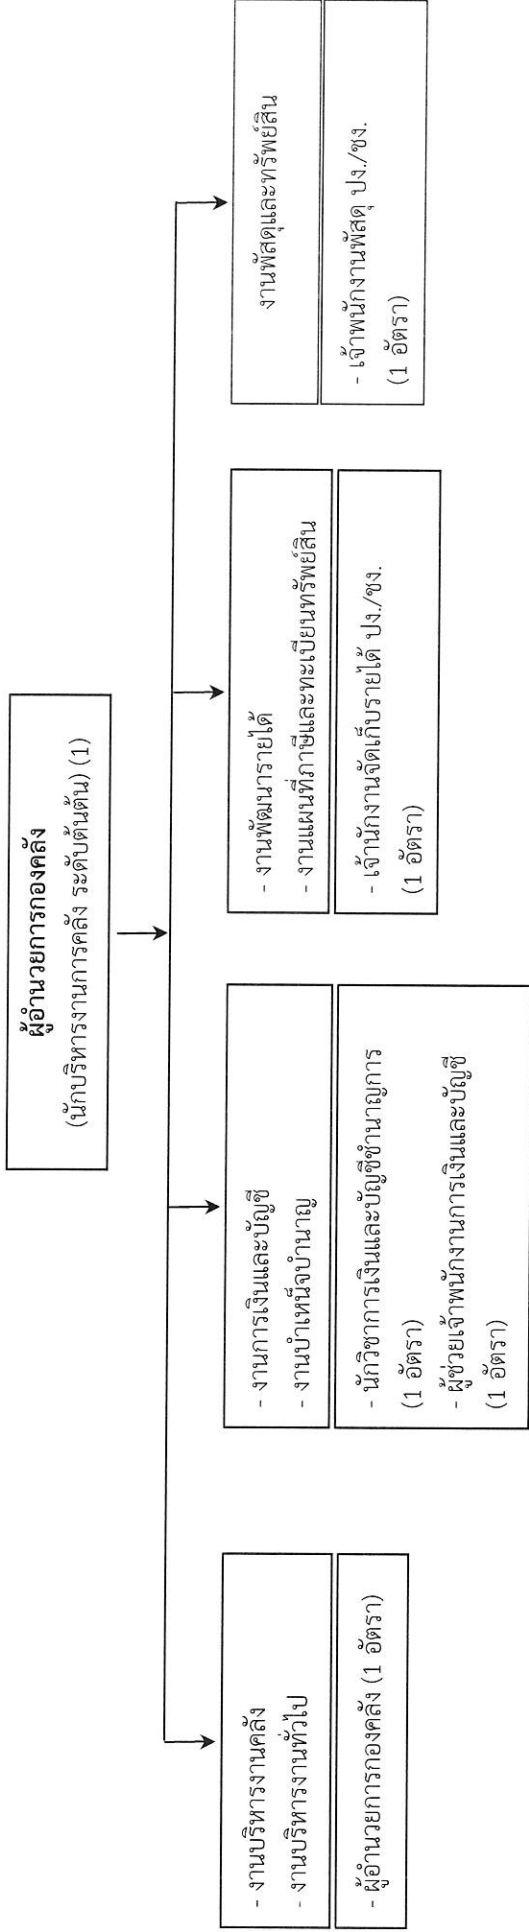 ผู้อำนวยการกองคลัง
(นักบริหารงานการคลัง ระดับต้นต้น) (1)
- งานบริหารงานคลัง
- งานบริหารงานทั่วไป
- ผู้อำนวยการกองคลัง (1 อัตรา)
- งานการเงินและบัญชี
- งานบำเหน็จบำนาญ
- นักวิชาการเงินและบัญชีชำนาญการ
(1 อัตรา)
- ผู้ช่วยเจ้าพนักงานการเงินและบัญชี
(1 อัตรา)
- งานพัฒนารายได้
- งานแผนที่ภาษีและทะเบียนทรัพย์สิน
- เจ้านักงานจัดเก็บรายได้ ปง./ชง.
(1 อัตรา)
งานพัสดุและทรัพย์สิน
- เจ้าพนักงานพัสดุ ปง./ชง.
(1 อัตรา)